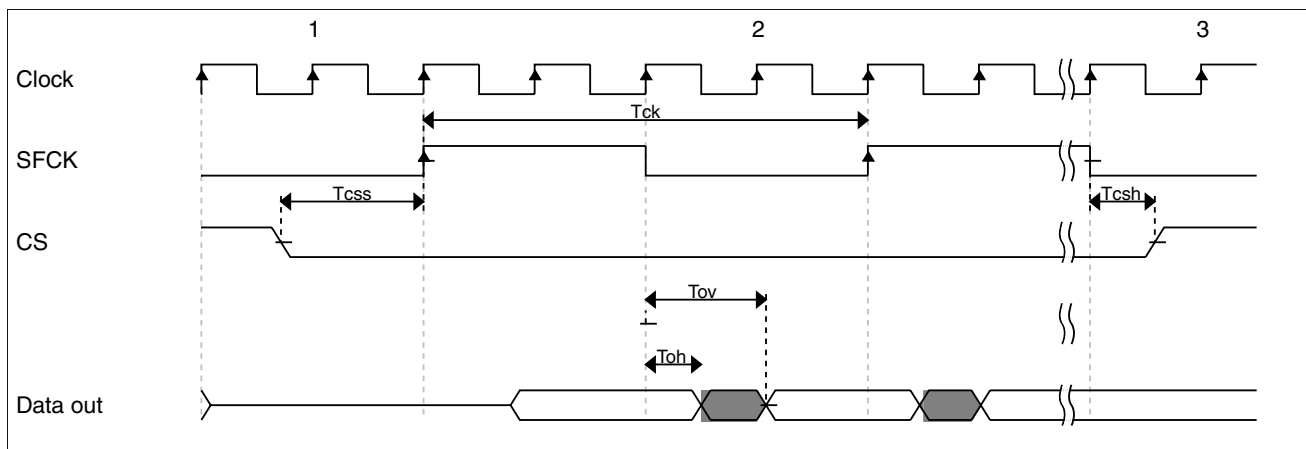 1 2 3
Clock
Tck
SFCK
Tcss Tcsh
CS
Tov
Toh
Data out